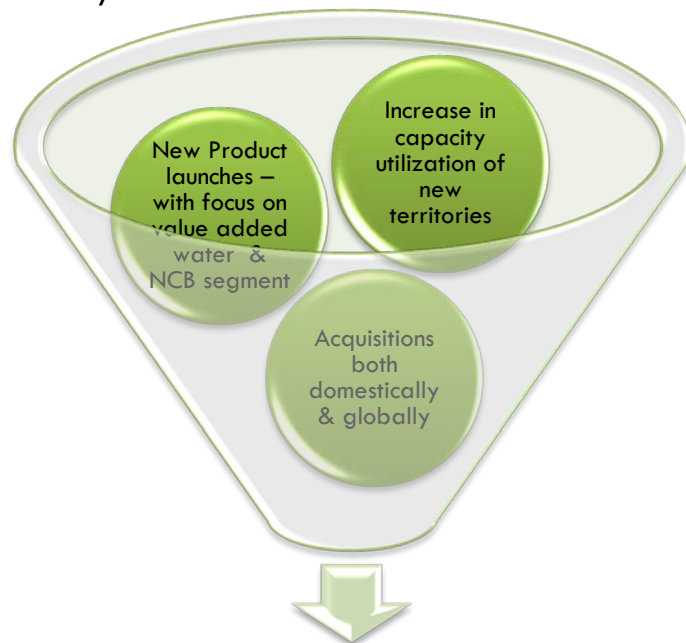 New Product
launches –
with focus on
value added
water &
NCB segment
Increase in
capacity
utilization of
new
territories
Acquisitions
both
domestically
& globally